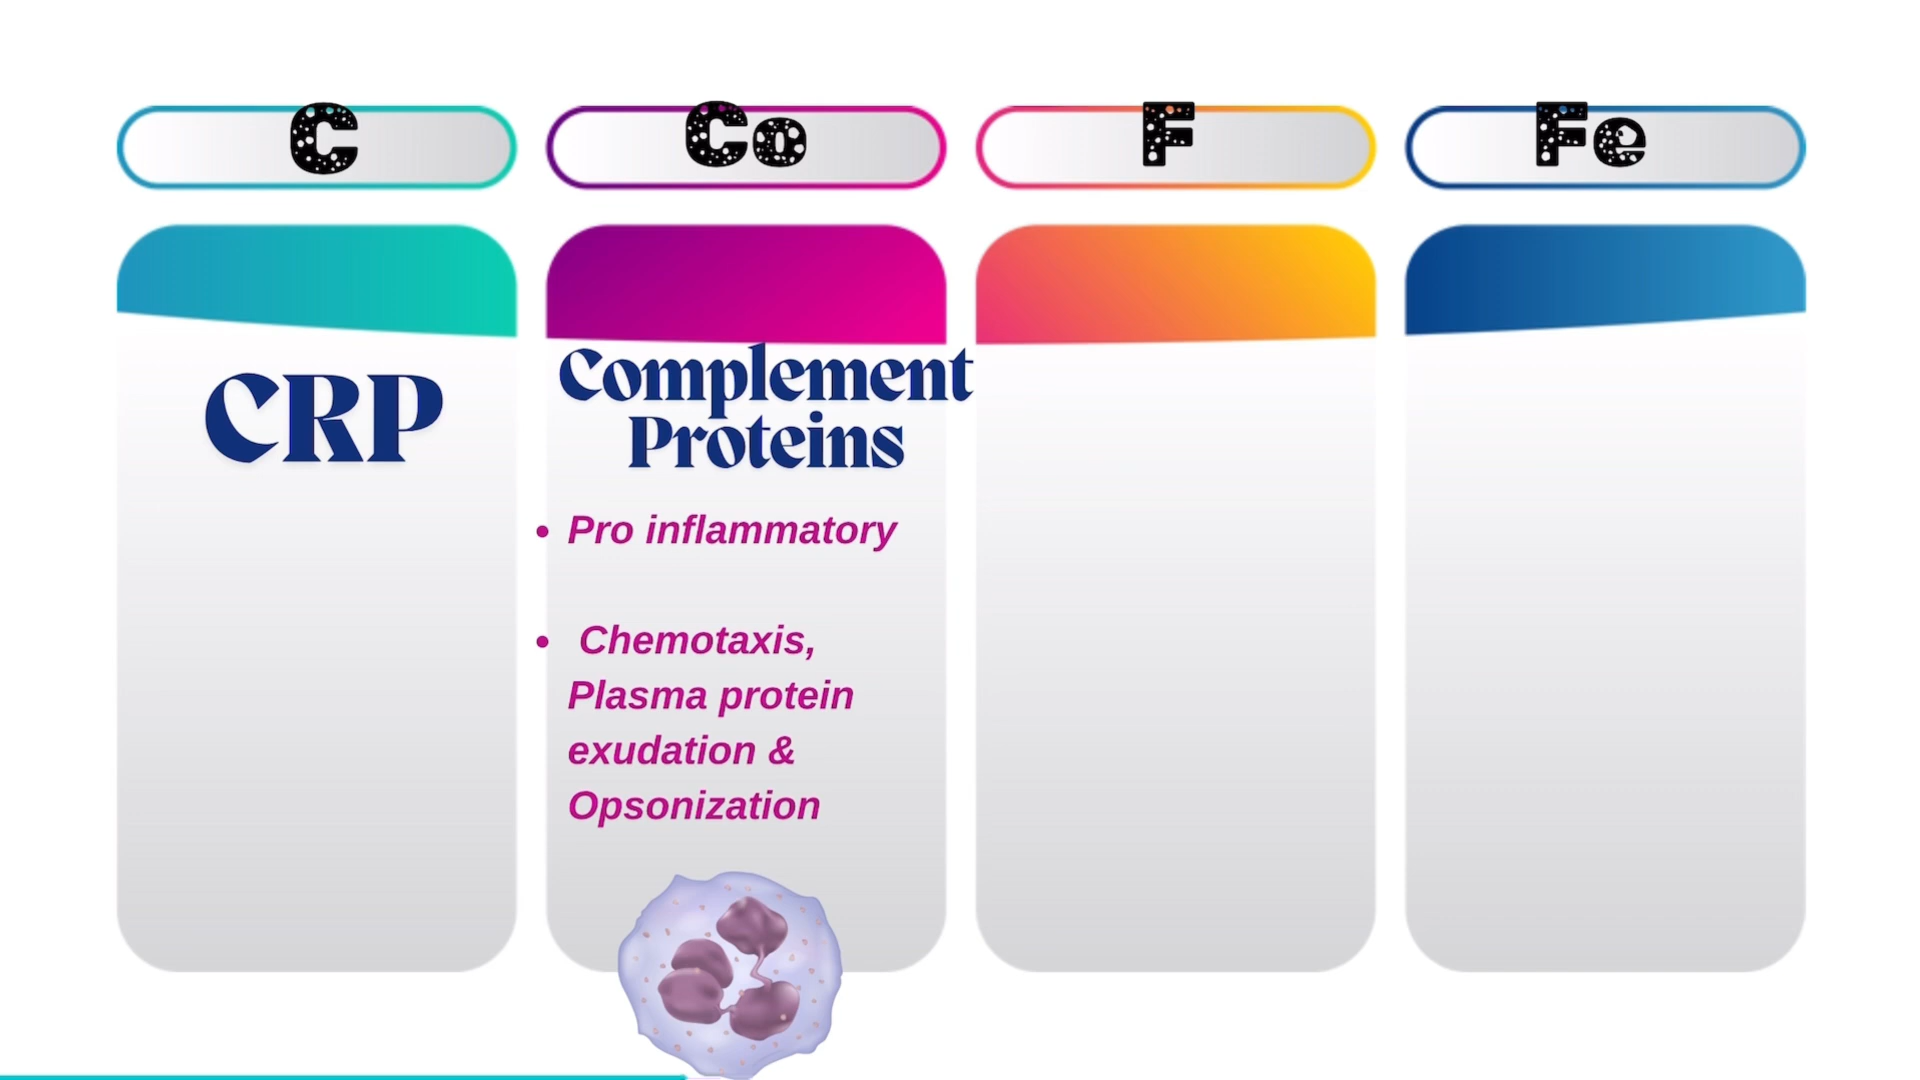 C
Co
F
Fe
CRP
Complement
Proteins
• Pro inflammatory
• Chemotaxis,
Plasma protein
exudation &
Opsonization